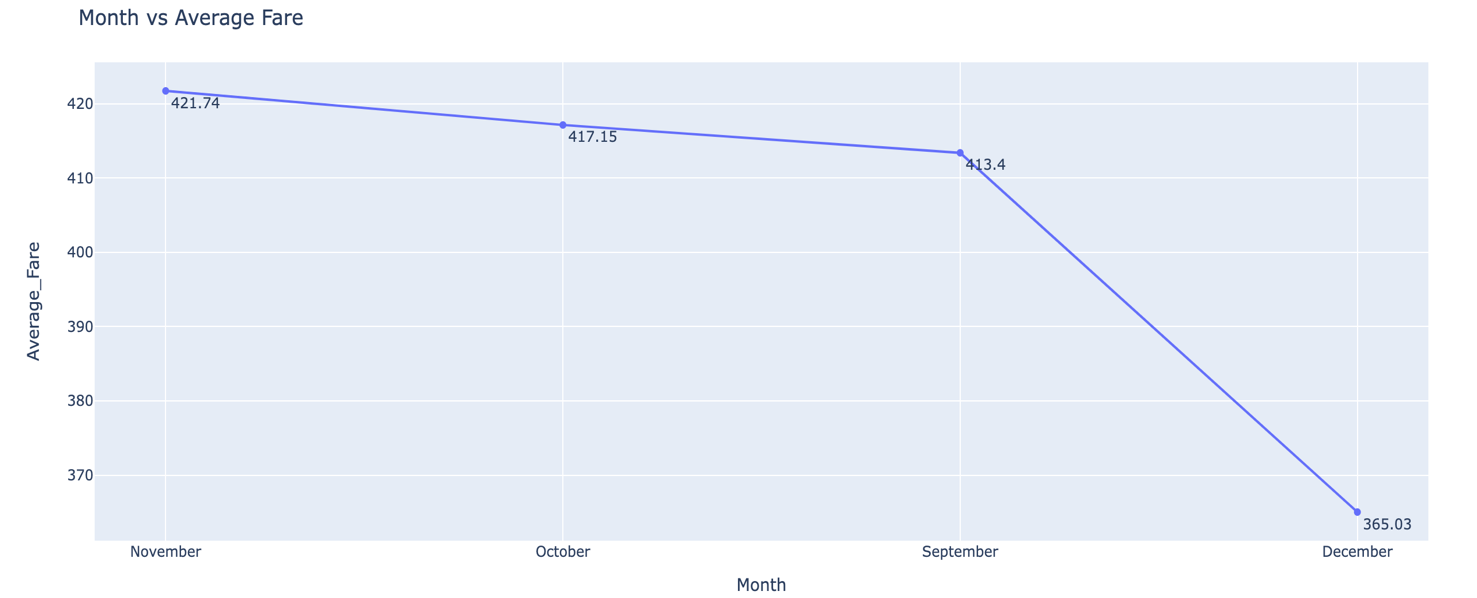 Month vs Average Fare
Average_Fare
420
410
400
390
380
370
421.74
417.15
413.4
365.03
November
October
September
December
Month